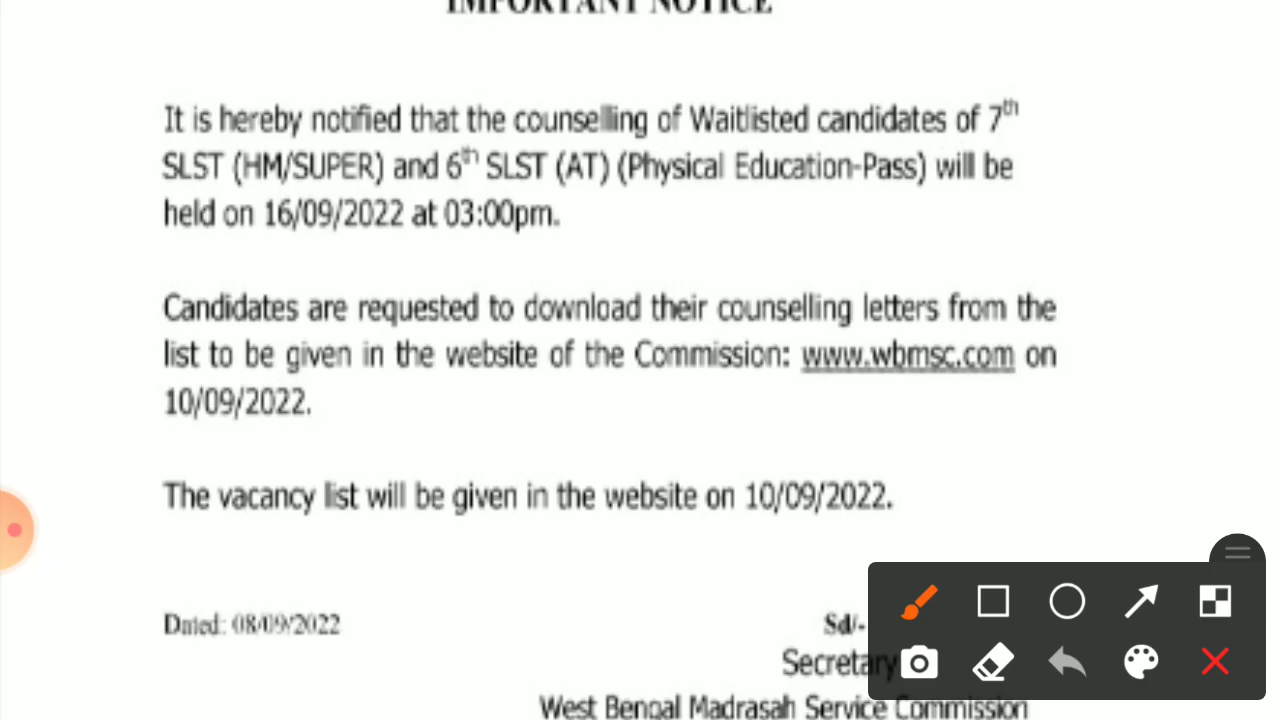 IMPORTANT NOTICE
It is hereby notified that the counselling of Waitlisted candidates of 7th
SLST (HM/SUPER) and 6th SLST (AT) (Physical Education-Pass) will be
held on 16/09/2022 at 03:00pm.
Candidates are requested to download their counselling letters from the
list to be given in the website of the Commission: www.wbmsc.com on
10/09/2022.
The vacancy list will be given in the website on 10/09/2022.
Dated: 08/09/2022
Sd/-
Secretary
West Bengal Madrasah Service Commission